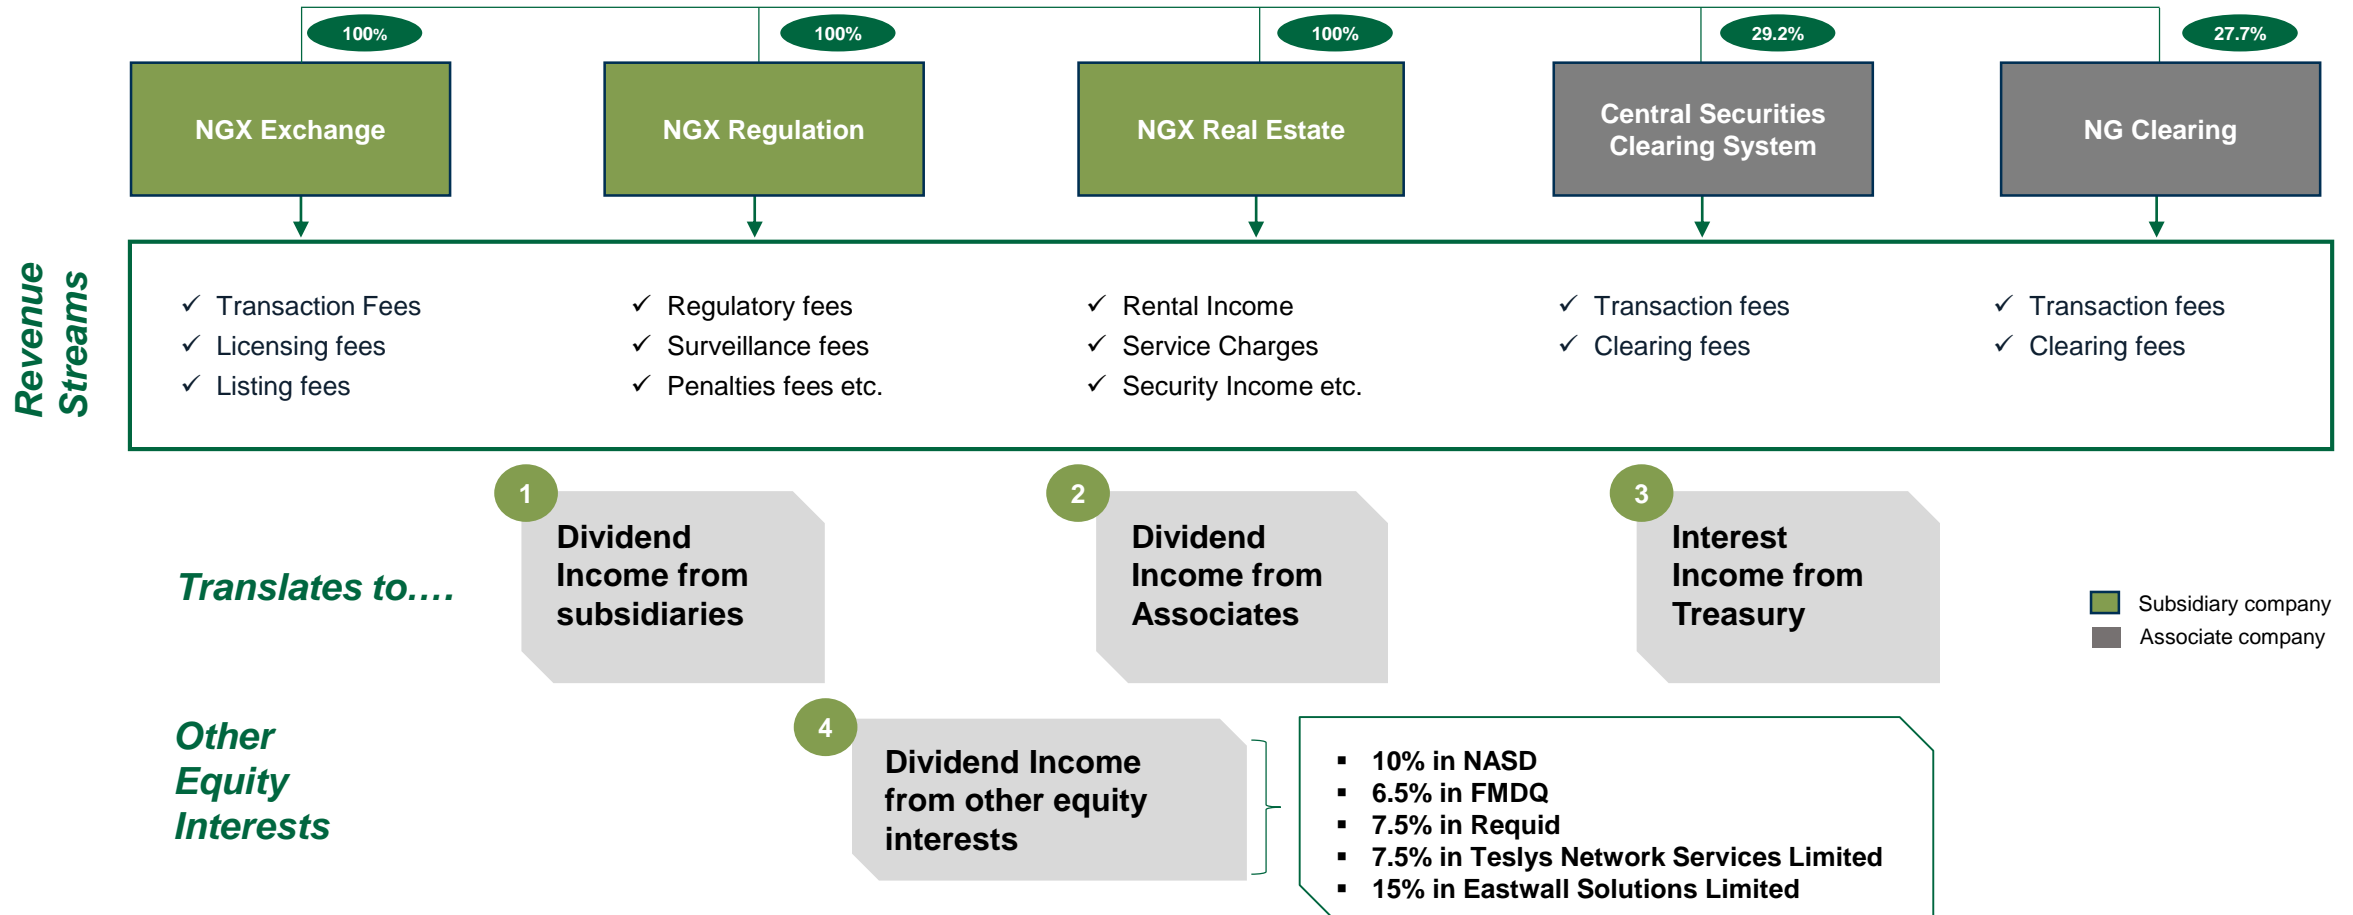 100%
100%
100%
29.2%
27.7%
NGX Exchange
NGX Regulation
NGX Real Estate
Central Securities
Clearing System
NG Clearing
Revenue
Streams
✓ Transaction Fees
✓ Licensing fees
✓ Listing fees
✓ Regulatory fees
✓ Surveillance fees
✓ Penalties fees etc.
✓ Rental Income
✓ Service Charges
✓ Security Income etc.
✓ Transaction fees
✓ Clearing fees
✓ Transaction fees
✓ Clearing fees
Translates to....
1
Dividend
Income from
subsidiaries
2
Dividend
Income from
Associates
3
Interest
Income from
Treasury
Subsidiary company
Associate company
Other
Equity
Interests
4
Dividend Income
from other equity
interests
▪ 10% in NASD
▪ 6.5% in FMDQ
▪ 7.5% in Requid
▪ 7.5% in Teslys Network Services Limited
▪ 15% in Eastwall Solutions Limited